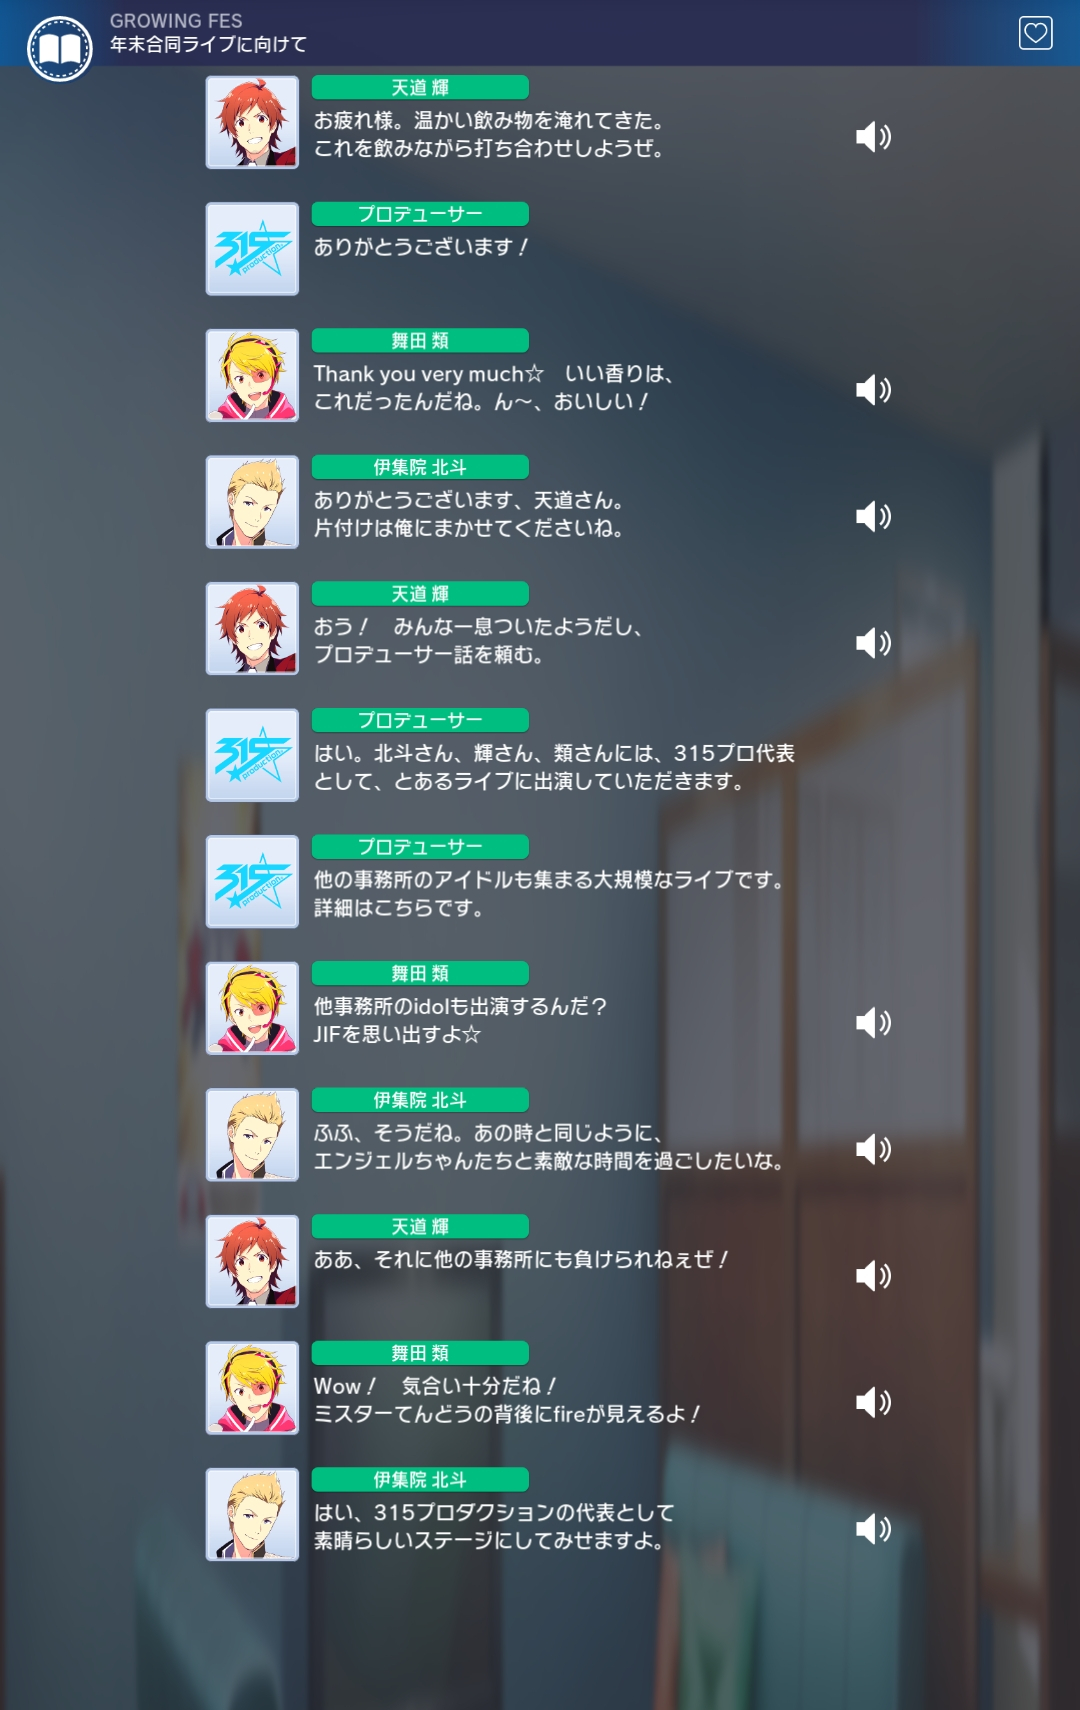 GROWING FES
年末合同ライブに向けて
天道 輝
お疲れ様。温かい飲み物を淹れてきた。
これを飲みながら打ち合わせしようぜ。
プロデューサー
315
production
ありがとうございます！
舞田 類
Thank you very much☆　いい香りは、
これだったんだね。ん〜、おいしい！
伊集院 北斗
ありがとうございます、天道さん。
片付けは俺にまかせてくださいね。
天道 輝
おう！　みんな一息ついたようだし、
プロデューサー話を頼む。
プロデューサー
315
production
はい。北斗さん、輝さん、類さんには、315プロ代表
として、とあるライブに出演していただきます。
プロデューサー
315
production
他の事務所のアイドルも集まる大規模なライブです。
詳細はこちらです。
舞田 類
他事務所のidolも出演するんだ？
JIFを思い出すよ☆
伊集院 北斗
ふふ、そうだね。あの時と同じように、
エンジェルちゃんたちと素敵な時間を過ごしたいな。
天道 輝
ああ、それに他の事務所にも負けられねぇぜ！
舞田 類
Wow！　気合い十分だね！
ミスターてんどうの背後にfireが見えるよ！
伊集院 北斗
はい、315プロダクションの代表として
素晴らしいステージにしてみせますよ。